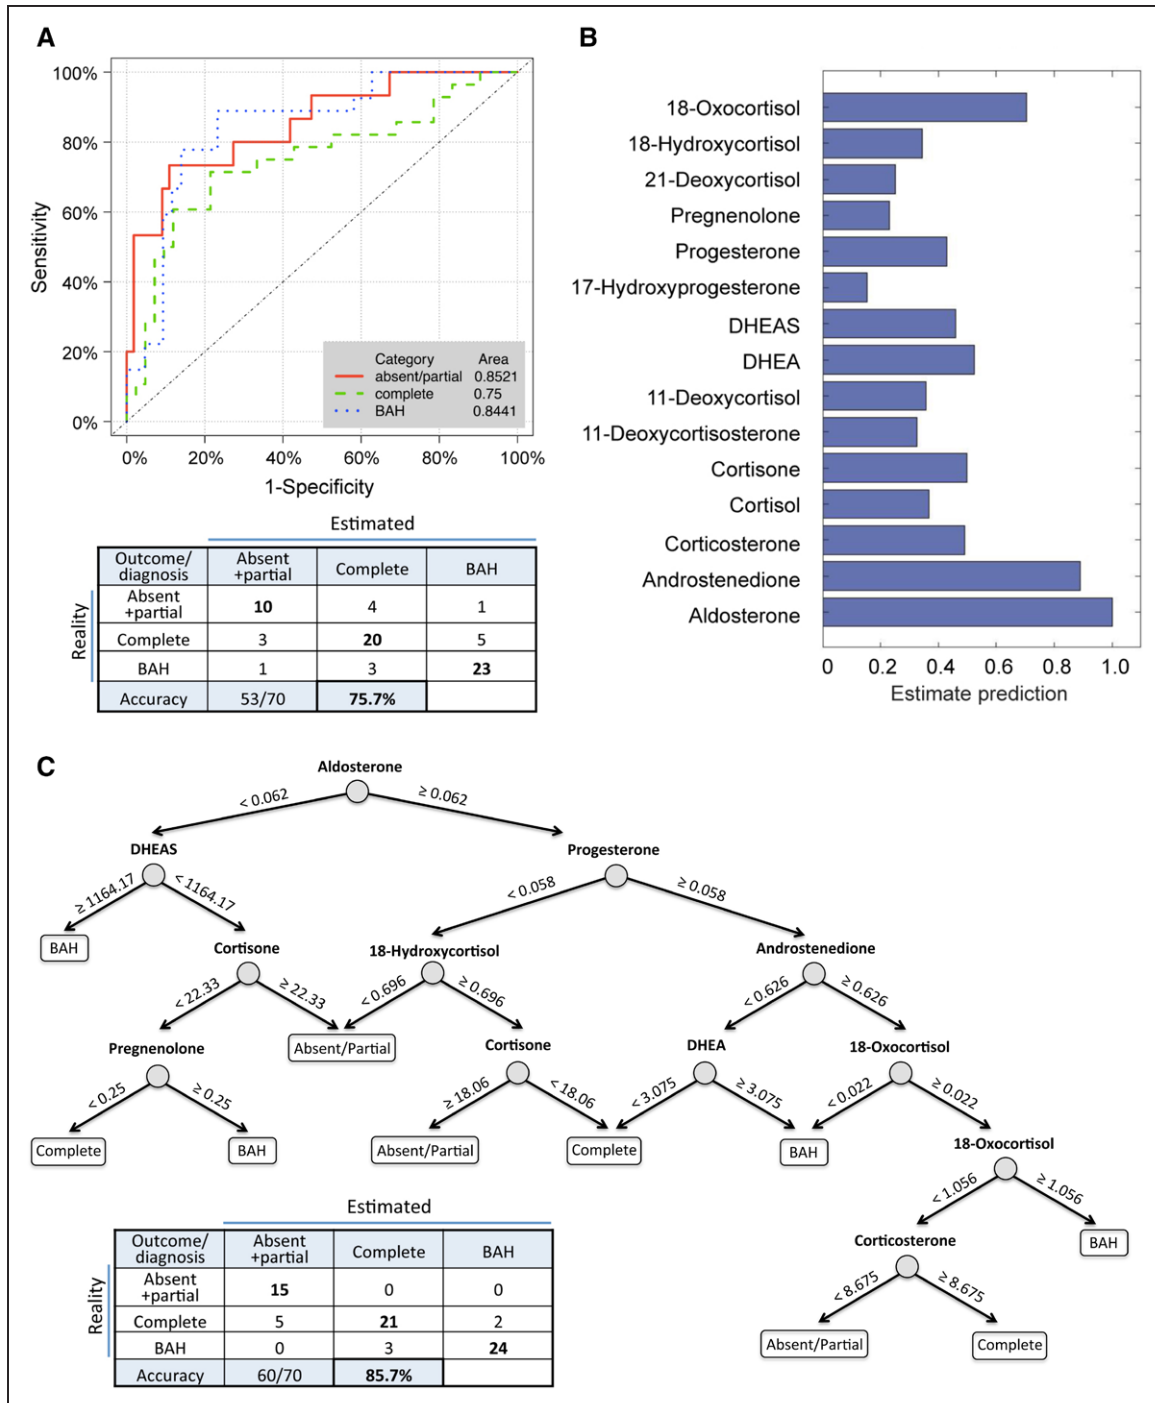 A
100%
80%
60%
40%
20%
0%
Sensitivity
Category Area
absent/partial 0.8521
complete 0.75
BAH 0.8441
0% 20% 40% 60% 80% 100%
1-Specificity
Estimated
Reality
Outcome/diagnosis Absent+partial Complete BAH
Absent+partial 10 4 1
Complete 3 20 5
BAH 1 3 23
Accuracy 53/70 75.7%
B
18-Oxocortisol
18-Hydroxycortisol
21-Deoxycortisol
Pregnenolone
Progesterone
17-Hydroxyprogesterone
DHEAS
DHEA
11-Deoxycortisol
11-Deoxycortisosterone
Cortisone
Cortisol
Corticosterone
Androstenedione
Aldosterone
0 0.2 0.4 0.6 0.8 1.0
Estimate prediction
C
Aldosterone
< 0.062 ≥ 0.062
DHEAS Progesterone
≥ 1164.17 < 1164.17 < 0.058 ≥ 0.058
BAH Cortisone 18-Hydroxycortisol Androstenedione
< 22.33 ≥ 22.33 < 0.696 ≥ 0.696 < 0.626 ≥ 0.626
Pregnenolone Absent/Partial Cortisone DHEA 18-Oxocortisol
< 0.25 ≥ 0.25 ≥ 18.06 < 18.06 < 3.075 ≥ 3.075 < 0.022 ≥ 0.022
Complete BAH Absent/Partial Complete BAH 18-Oxocortisol
< 1.056 ≥ 1.056
Corticosterone BAH
< 8.675 ≥ 8.675
Absent/Partial Complete
Estimated
Reality
Outcome/diagnosis Absent+partial Complete BAH
Absent+partial 15 0 0
Complete 5 21 2
BAH 0 3 24
Accuracy 60/70 85.7%